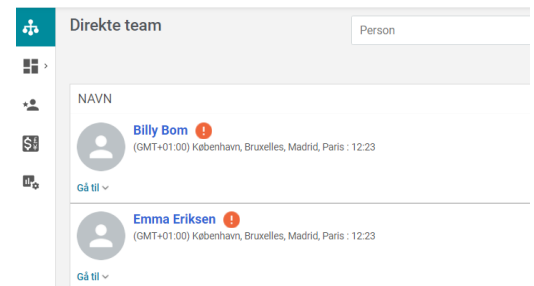 Direkte team
Person
NAVN
Billy Bom
(GMT+01:00) København, Bruxelles, Madrid, Paris : 12:23
Gå til
Emma Eriksen
(GMT+01:00) København, Bruxelles, Madrid, Paris : 12:23
Gå til